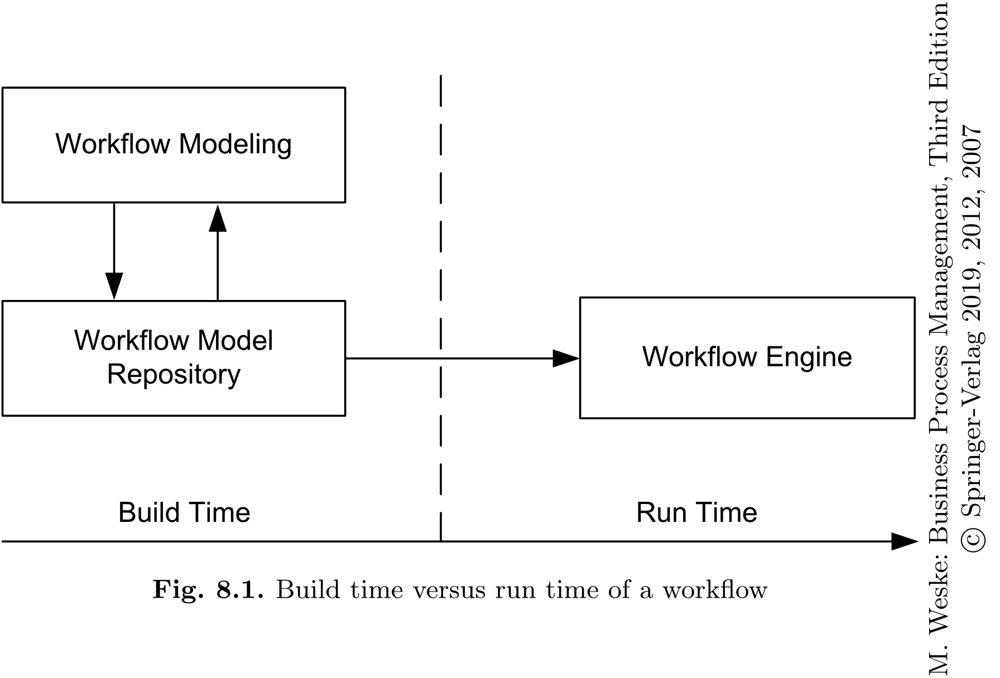 Workflow Modeling
Workflow Model
Repository
Workflow Engine
Build Time
Run Time
Fig. 8.1. Build time versus run time of a workflow
M. Weske: Business Process Management, Third Edition
© Springer-Verlag 2019, 2012, 2007